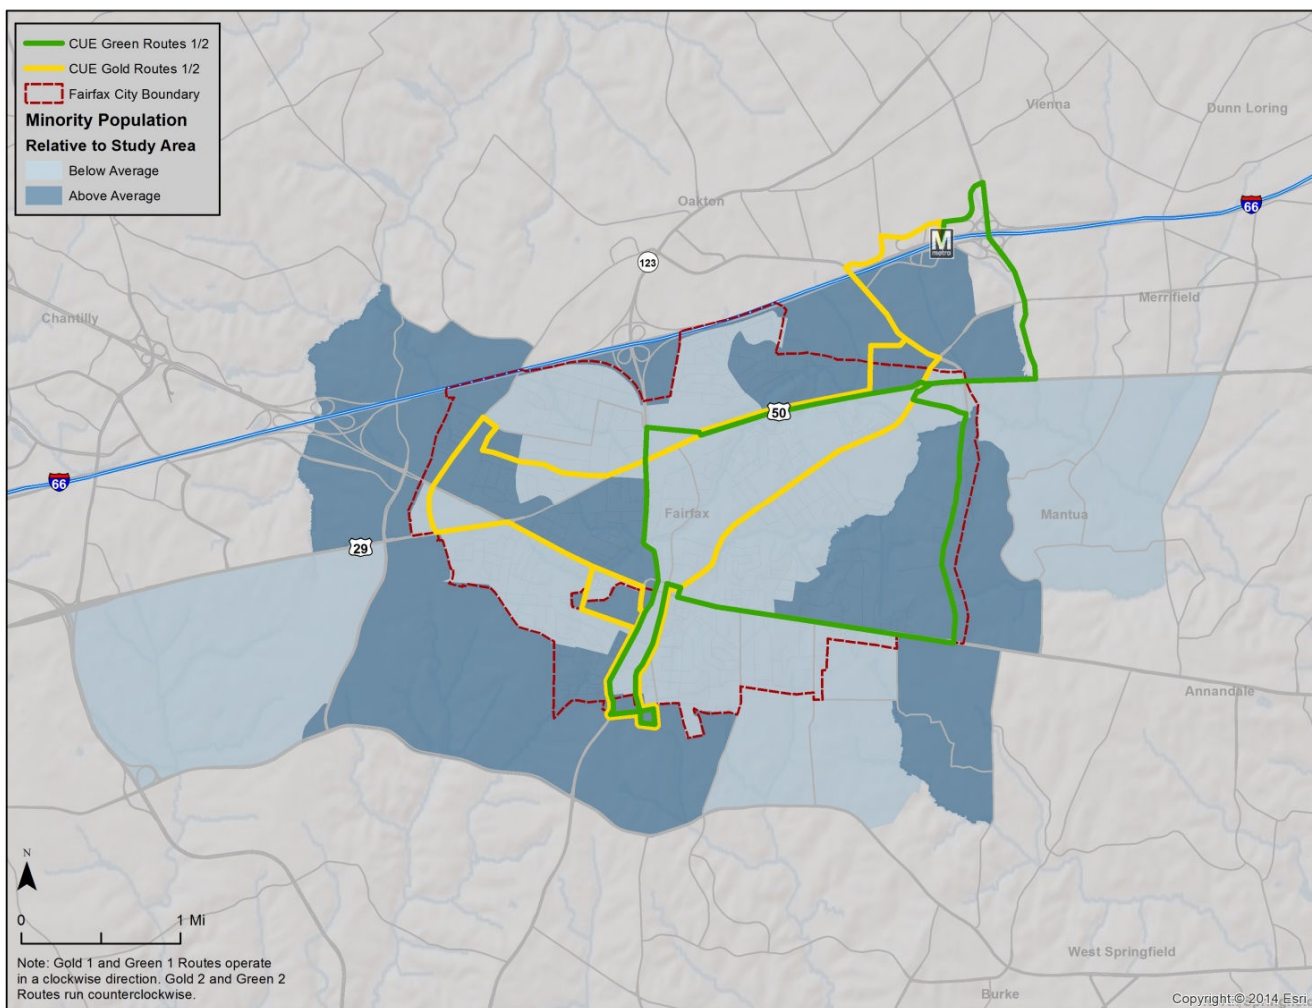 CUE Green Routes 1/2
CUE Gold Routes 1/2
Fairfax City Boundary
Minority Population
Relative to Study Area
Below Average
Above Average
Vienna
Dunn Loring
Oakton
66
M
metro
123
Merrifield
Chantilly
50
66
Fairfax
Mantua
29
Annandale
N
0 1 Mi
West Springfield
Note: Gold 1 and Green 1 Routes operate
in a clockwise direction. Gold 2 and Green 2
Routes run counterclockwise.
Burke
Copyright:© 2014 Esri